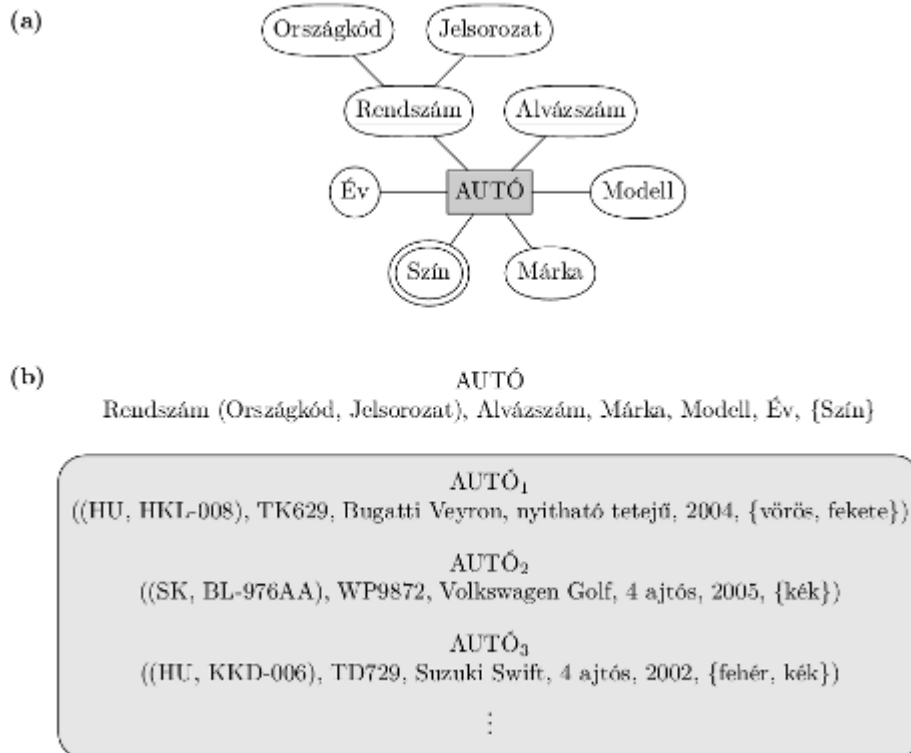 (a)
Országkód Jelsorozat
Rendszám Alvázszám
Év AUTÓ Modell
Szín Márka
(b)
AUTÓ
Rendszám (Országkód, Jelsorozat), Alvázszám, Márka, Modell, Év, {Szín}
AUTÓ1
((HU, HKL-008), TK629, Bugatti Veyron, nyitható tetejű, 2004, {vörös, fekete})
AUTÓ2
((SK, BL-976AA), WP9872, Volkswagen Golf, 4 ajtós, 2005, {kék})
AUTÓ3
((HU, KKD-006), TD729, Suzuki Swift, 4 ajtós, 2002, {fehér, kék})
⋮